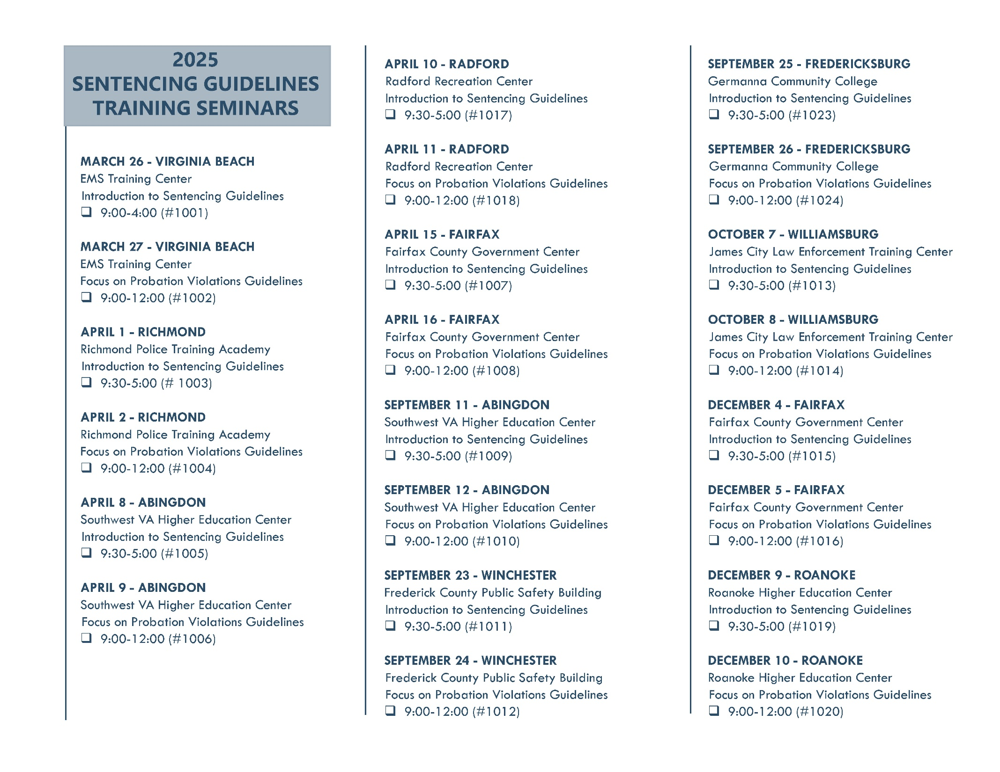 2025
SENTENCING GUIDELINES
TRAINING SEMINARS
MARCH 26 - VIRGINIA BEACH
EMS Training Center
Introduction to Sentencing Guidelines
❑ 9:00-4:00 (#1001)
MARCH 27 - VIRGINIA BEACH
EMS Training Center
Focus on Probation Violations Guidelines
❑ 9:00-12:00 (#1002)
APRIL 1 - RICHMOND
Richmond Police Training Academy
Introduction to Sentencing Guidelines
❑ 9:30-5:00 (# 1003)
APRIL 2 - RICHMOND
Richmond Police Training Academy
Focus on Probation Violations Guidelines
❑ 9:00-12:00 (#1004)
APRIL 8 - ABINGDON
Southwest VA Higher Education Center
Introduction to Sentencing Guidelines
❑ 9:30-5:00 (#1005)
APRIL 9 - ABINGDON
Southwest VA Higher Education Center
Focus on Probation Violations Guidelines
❑ 9:00-12:00 (#1006)
APRIL 10 - RADFORD
Radford Recreation Center
Introduction to Sentencing Guidelines
❑ 9:30-5:00 (#1017)
APRIL 11 - RADFORD
Radford Recreation Center
Focus on Probation Violations Guidelines
❑ 9:00-12:00 (#1018)
APRIL 15 - FAIRFAX
Fairfax County Government Center
Introduction to Sentencing Guidelines
❑ 9:30-5:00 (#1007)
APRIL 16 - FAIRFAX
Fairfax County Government Center
Focus on Probation Violations Guidelines
❑ 9:00-12:00 (#1008)
SEPTEMBER 11 - ABINGDON
Southwest VA Higher Education Center
Introduction to Sentencing Guidelines
❑ 9:30-5:00 (#1009)
SEPTEMBER 12 - ABINGDON
Southwest VA Higher Education Center
Focus on Probation Violations Guidelines
❑ 9:00-12:00 (#1010)
SEPTEMBER 23 - WINCHESTER
Frederick County Public Safety Building
Introduction to Sentencing Guidelines
❑ 9:30-5:00 (#1011)
SEPTEMBER 24 - WINCHESTER
Frederick County Public Safety Building
Focus on Probation Violations Guidelines
❑ 9:00-12:00 (#1012)
SEPTEMBER 25 - FREDERICKSBURG
Germanna Community College
Introduction to Sentencing Guidelines
❑ 9:30-5:00 (#1023)
SEPTEMBER 26 - FREDERICKSBURG
Germanna Community College
Focus on Probation Violations Guidelines
❑ 9:00-12:00 (#1024)
OCTOBER 7 - WILLIAMSBURG
James City Law Enforcement Training Center
Introduction to Sentencing Guidelines
❑ 9:30-5:00 (#1013)
OCTOBER 8 - WILLIAMSBURG
James City Law Enforcement Training Center
Focus on Probation Violations Guidelines
❑ 9:00-12:00 (#1014)
DECEMBER 4 - FAIRFAX
Fairfax County Government Center
Introduction to Sentencing Guidelines
❑ 9:30-5:00 (#1015)
DECEMBER 5 - FAIRFAX
Fairfax County Government Center
Focus on Probation Violations Guidelines
❑ 9:00-12:00 (#1016)
DECEMBER 9 - ROANOKE
Roanoke Higher Education Center
Introduction to Sentencing Guidelines
❑ 9:30-5:00 (#1019)
DECEMBER 10 - ROANOKE
Roanoke Higher Education Center
Focus on Probation Violations Guidelines
❑ 9:00-12:00 (#1020)